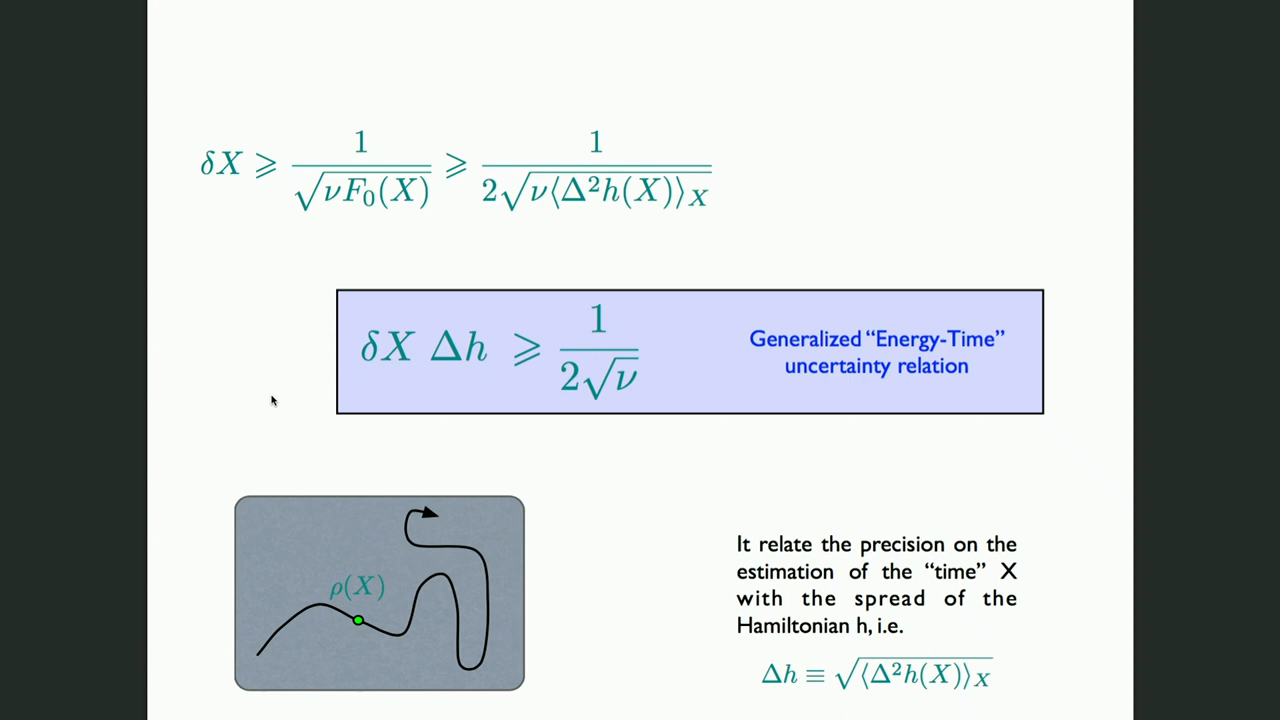 δX ⩾ 1/√(νF₀(X)) ⩾ 1/(2√(ν⟨Δ²h(X)⟩_X))
δX Δh ⩾ 1/(2√ν)
Generalized “Energy-Time”
uncertainty relation
ρ(X)
It relate the precision on the
estimation of the “time” X
with the spread of the
Hamiltonian h, i.e.
Δh ≡ √(⟨Δ²h(X)⟩_X)